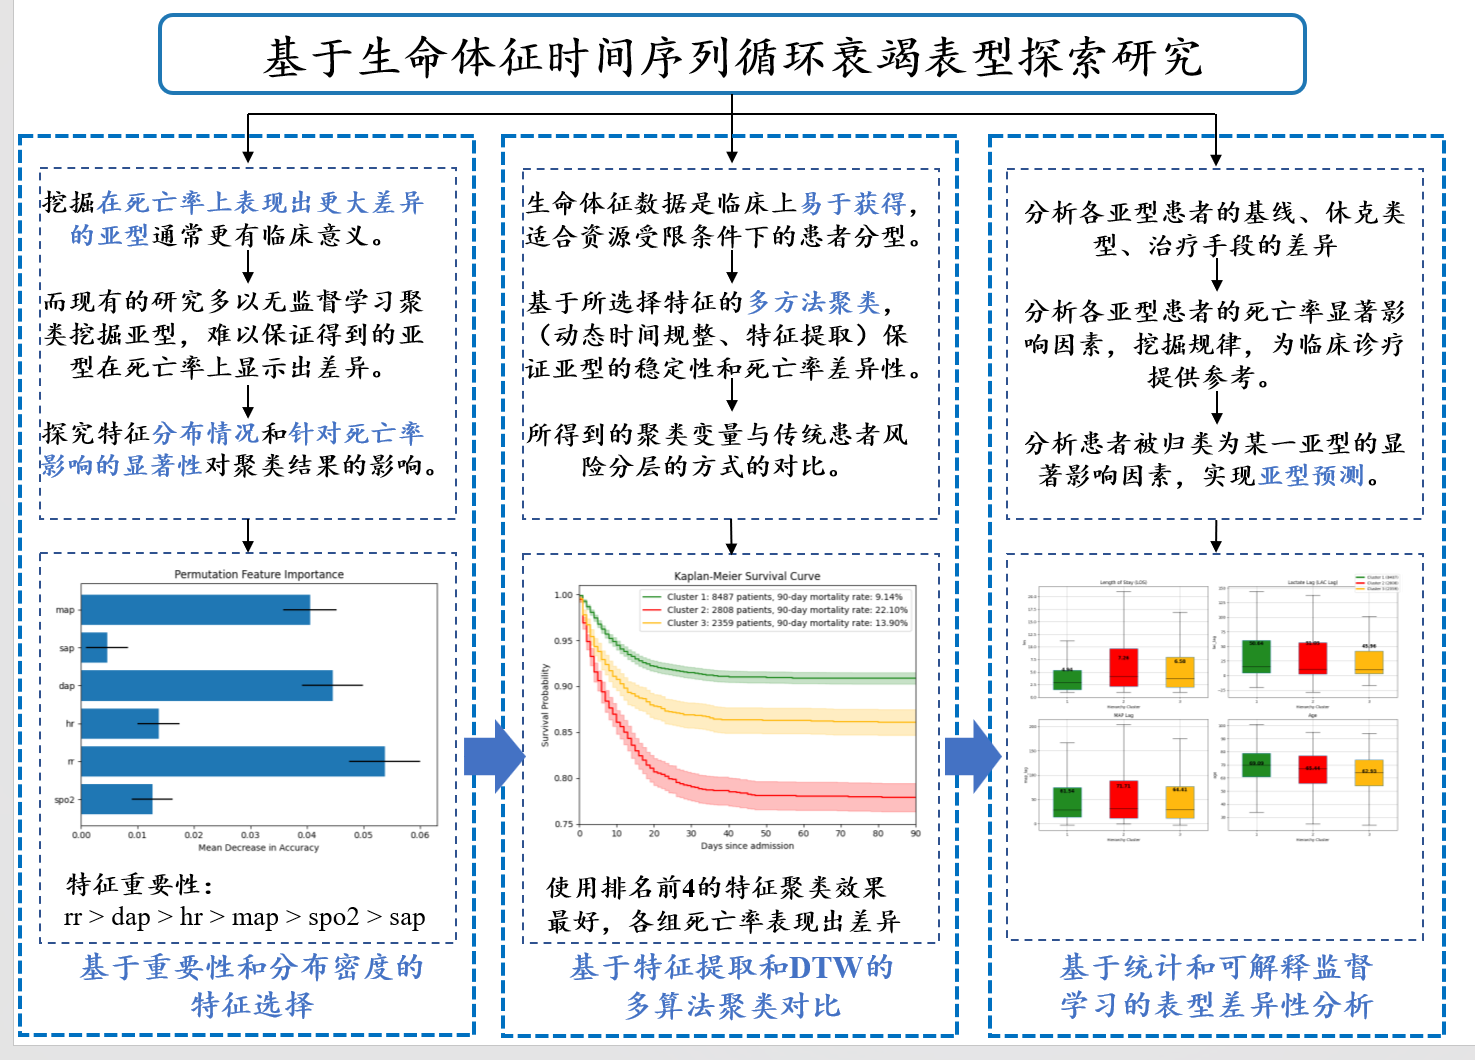 基于生命体征时间序列循环衰竭表型探索研究
挖掘在死亡率上表现出更大差异
的亚型通常更有临床意义。
而现有的研究多以无监督学习聚
类挖掘亚型，难以保证得到的亚
型在死亡率上显示出差异。
探究特征分布情况和针对死亡率
影响的显著性对聚类结果的影响。
Permutation Feature Importance
map
sap
dap
hr
rr
spo2
0.00 0.01 0.02 0.03 0.04 0.05 0.06
Mean Decrease in Accuracy
特征重要性：
rr > dap > hr > map > spo2 > sap
基于重要性和分布密度的
特征选择
生命体征数据是临床上易于获得，
适合资源受限条件下的患者分型。
基于所选择特征的多方法聚类，
（动态时间规整、特征提取）保
证亚型的稳定性和死亡率差异性。
所得到的聚类变量与传统患者风
险分层的方式的对比。
Kaplan-Meier Survival Curve
Cluster 1: 8487 patients, 90-day mortality rate: 9.14%
Cluster 2: 2808 patients, 90-day mortality rate: 22.10%
Cluster 3: 2359 patients, 90-day mortality rate: 13.90%
Survival Probability
1.00
0.95
0.90
0.85
0.80
0.75
0 10 20 30 40 50 60 70 80 90
Days since admission
使用排名前4的特征聚类效果
最好，各组死亡率表现出差异
基于特征提取和DTW的
多算法聚类对比
分析各亚型患者的基线、休克类
型、治疗手段的差异
分析各亚型患者的死亡率显著影
响因素，挖掘规律，为临床诊疗
提供参考。
分析患者被归类为某一亚型的显
著影响因素，实现亚型预测。
Length of Stay (LOS)
Hierarchy Cluster
Lactate Lag (LAC Lag)
Hierarchy Cluster
MAP Lag
Hierarchy Cluster
Age
Hierarchy Cluster
基于统计和可解释监督
学习的表型差异性分析